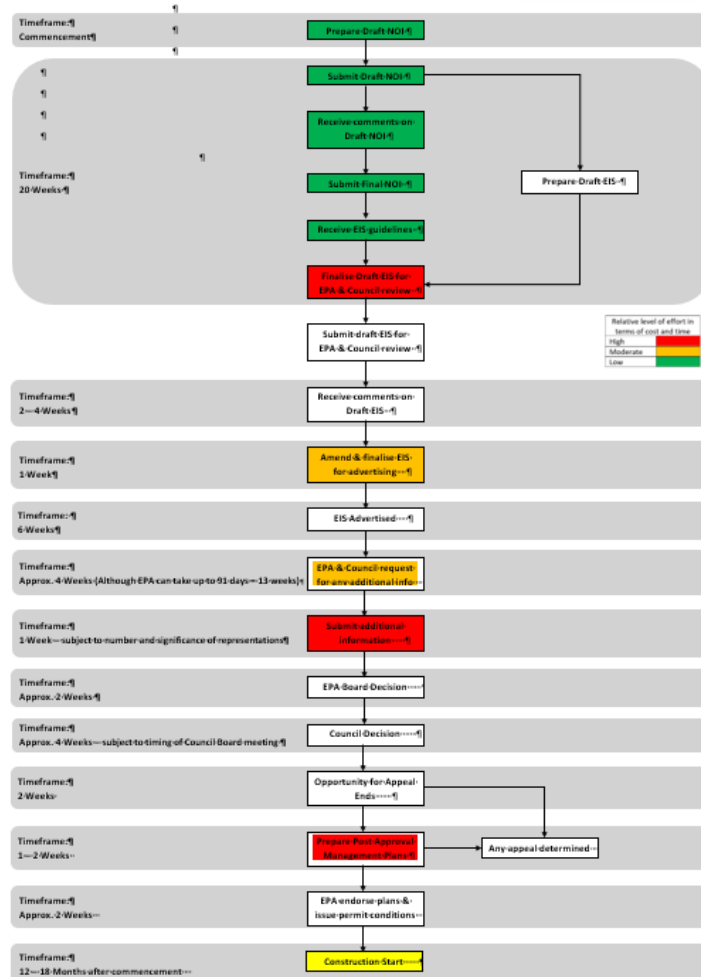 Timeframe:¶
Commencement¶
¶
¶
¶
Prepare·Draft·NOI·¶
¶
¶
¶
¶
¶
Timeframe:¶
20·Weeks·¶
Submit·Draft·NOI·¶
Receive·comments·on·
Draft·NOI·¶
Submit·Final·NOI·¶
Receive·EIS·guidelines··¶
Finalise·Draft·EIS·for·
EPA·&·Council·review··¶
Prepare·Draft·EIS··¶
Submit·draft·EIS·for·
EPA·&·Council·review··¶
Relative level of effort in
terms of cost and time
High
Moderate
Low
Timeframe:¶
2·–·4·Weeks¶
Receive·comments·on·
Draft·EIS···¶
Timeframe:¶
1·Week¶
Amend·&·finalise·EIS·
for·advertising····¶
Timeframe:·¶
6·Weeks¶
EIS·Advertised····¶
Timeframe:¶
Approx.·4·Weeks·(Although·EPA·can·take·up·to·91·days·–·13·weeks)¶
EPA·&·Council·request·
for·any·additional·info···
Timeframe:¶
1·Week·–·subject·to·number·and·significance·of·representations¶
Submit·additional·
information·····¶
Timeframe:¶
Approx.·2·Weeks·¶
EPA·Board·Decision·····
Timeframe:¶
Approx.·4·Weeks·–·subject·to·timing·of·Council·Board·meeting·¶
Council·Decision·····¶
Timeframe:¶
2·Weeks·
Opportunity·for·Appeal·
Ends·····¶
Timeframe:¶
1·–·2·Weeks··
Prepare·Post·Approval·
Management·Plans·¶
Any·appeal·determined···
Timeframe:¶
Approx.·2·Weeks···
EPA·endorse·plans·&·
issue·permit·conditions·
Timeframe:¶
12·–·18·Months·after·commencement···
Construction·Start·····¶